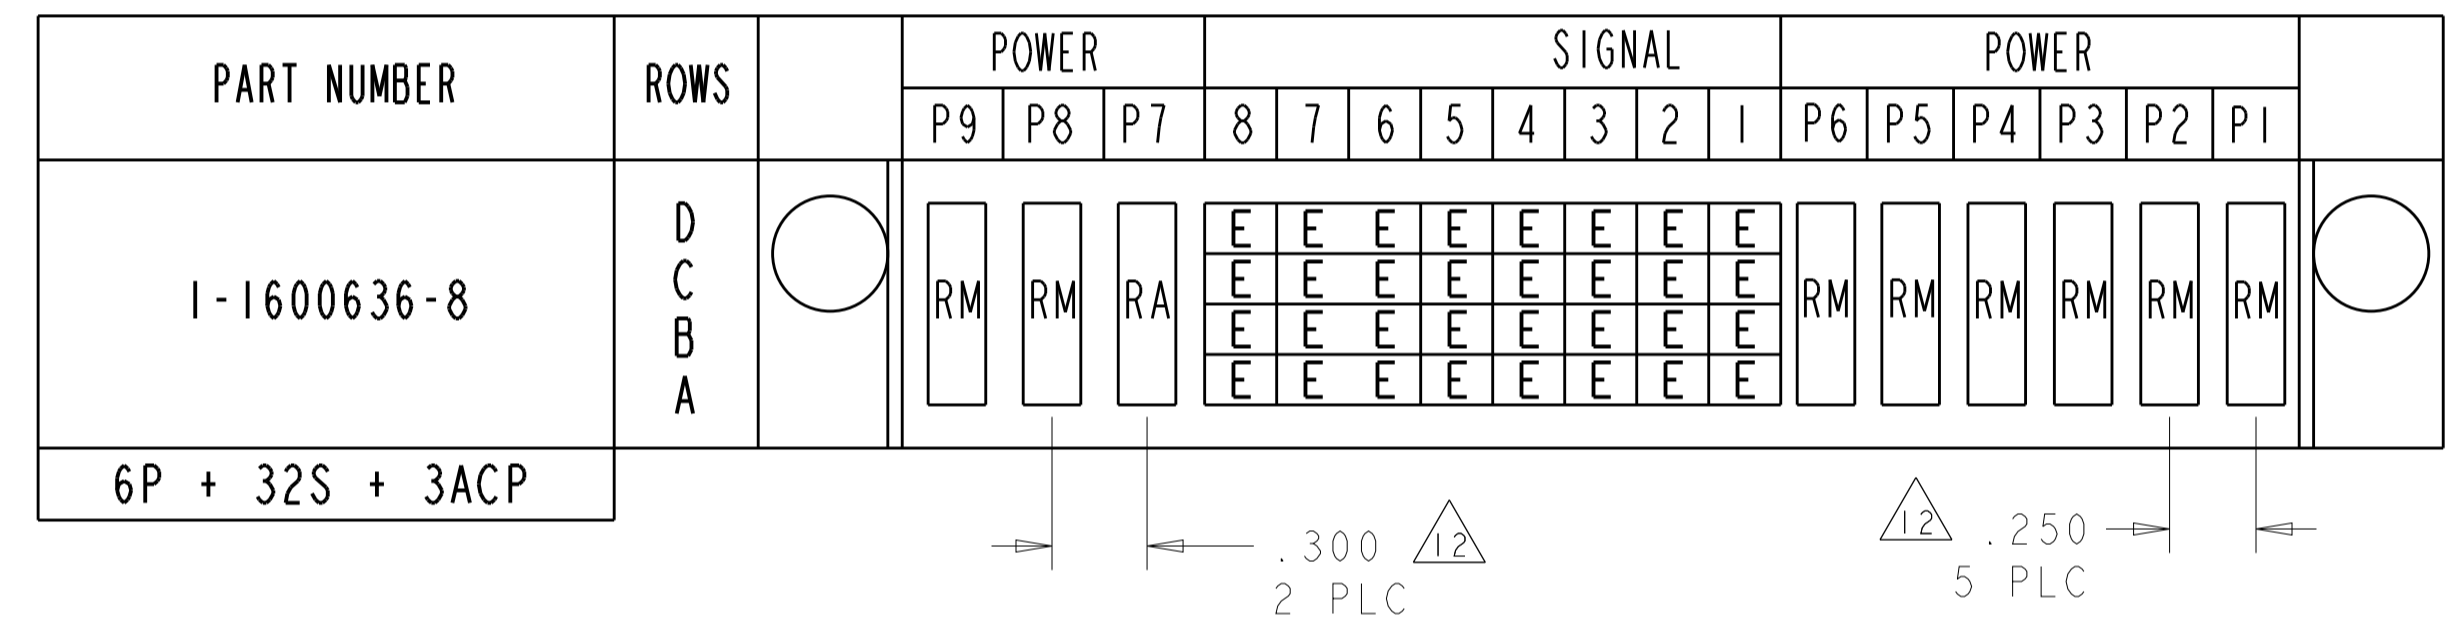 PART NUMBER ROWS POWER SIGNAL POWER
P9 P8 P7 8 7 6 5 4 3 2 1 P6 P5 P4 P3 P2 P1
D E E E E E E E E
C E E E E E E E E
1-1600636-8 RM RM RA RM RM RM RM RM RM
B E E E E E E E E
A E E E E E E E E
6P + 32S + 3ACP
.300 12
2 PLC
12 .250
5 PLC